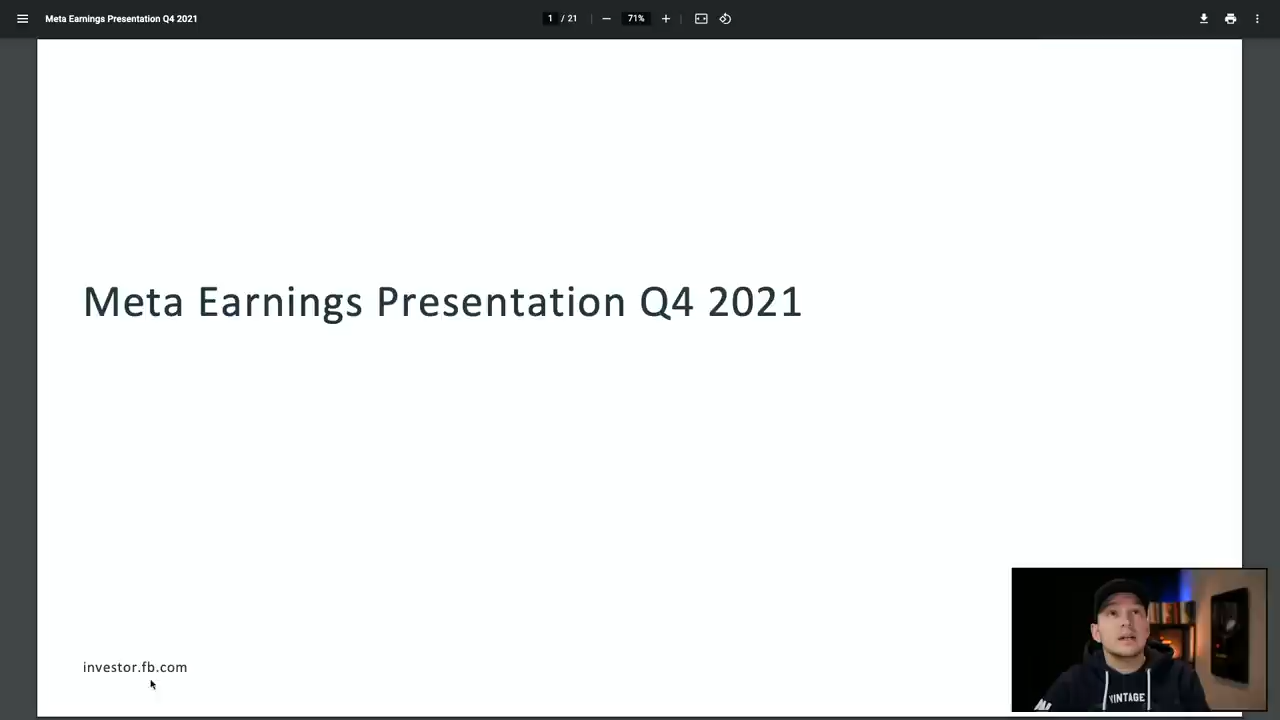 Meta Earnings Presentation Q4 2021
1 / 21
71%
Meta Earnings Presentation Q4 2021
investor.fb.com
VINTAGE